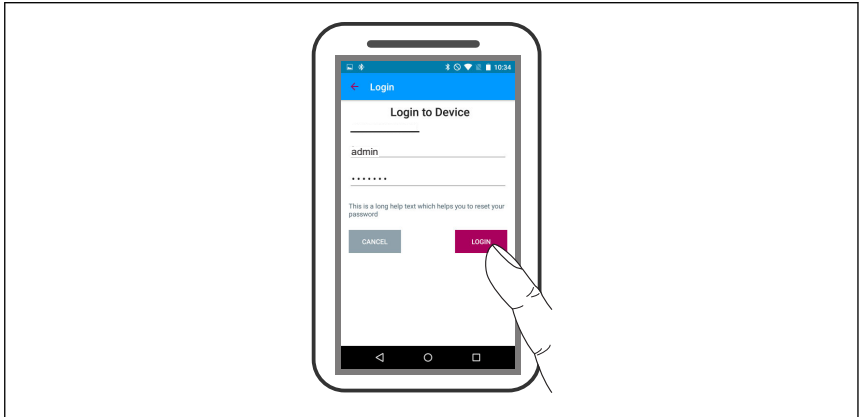 10:34
Login
Login to Device
admin
.......
This is a long help text which helps you to reset your
password
CANCEL
LOGIN